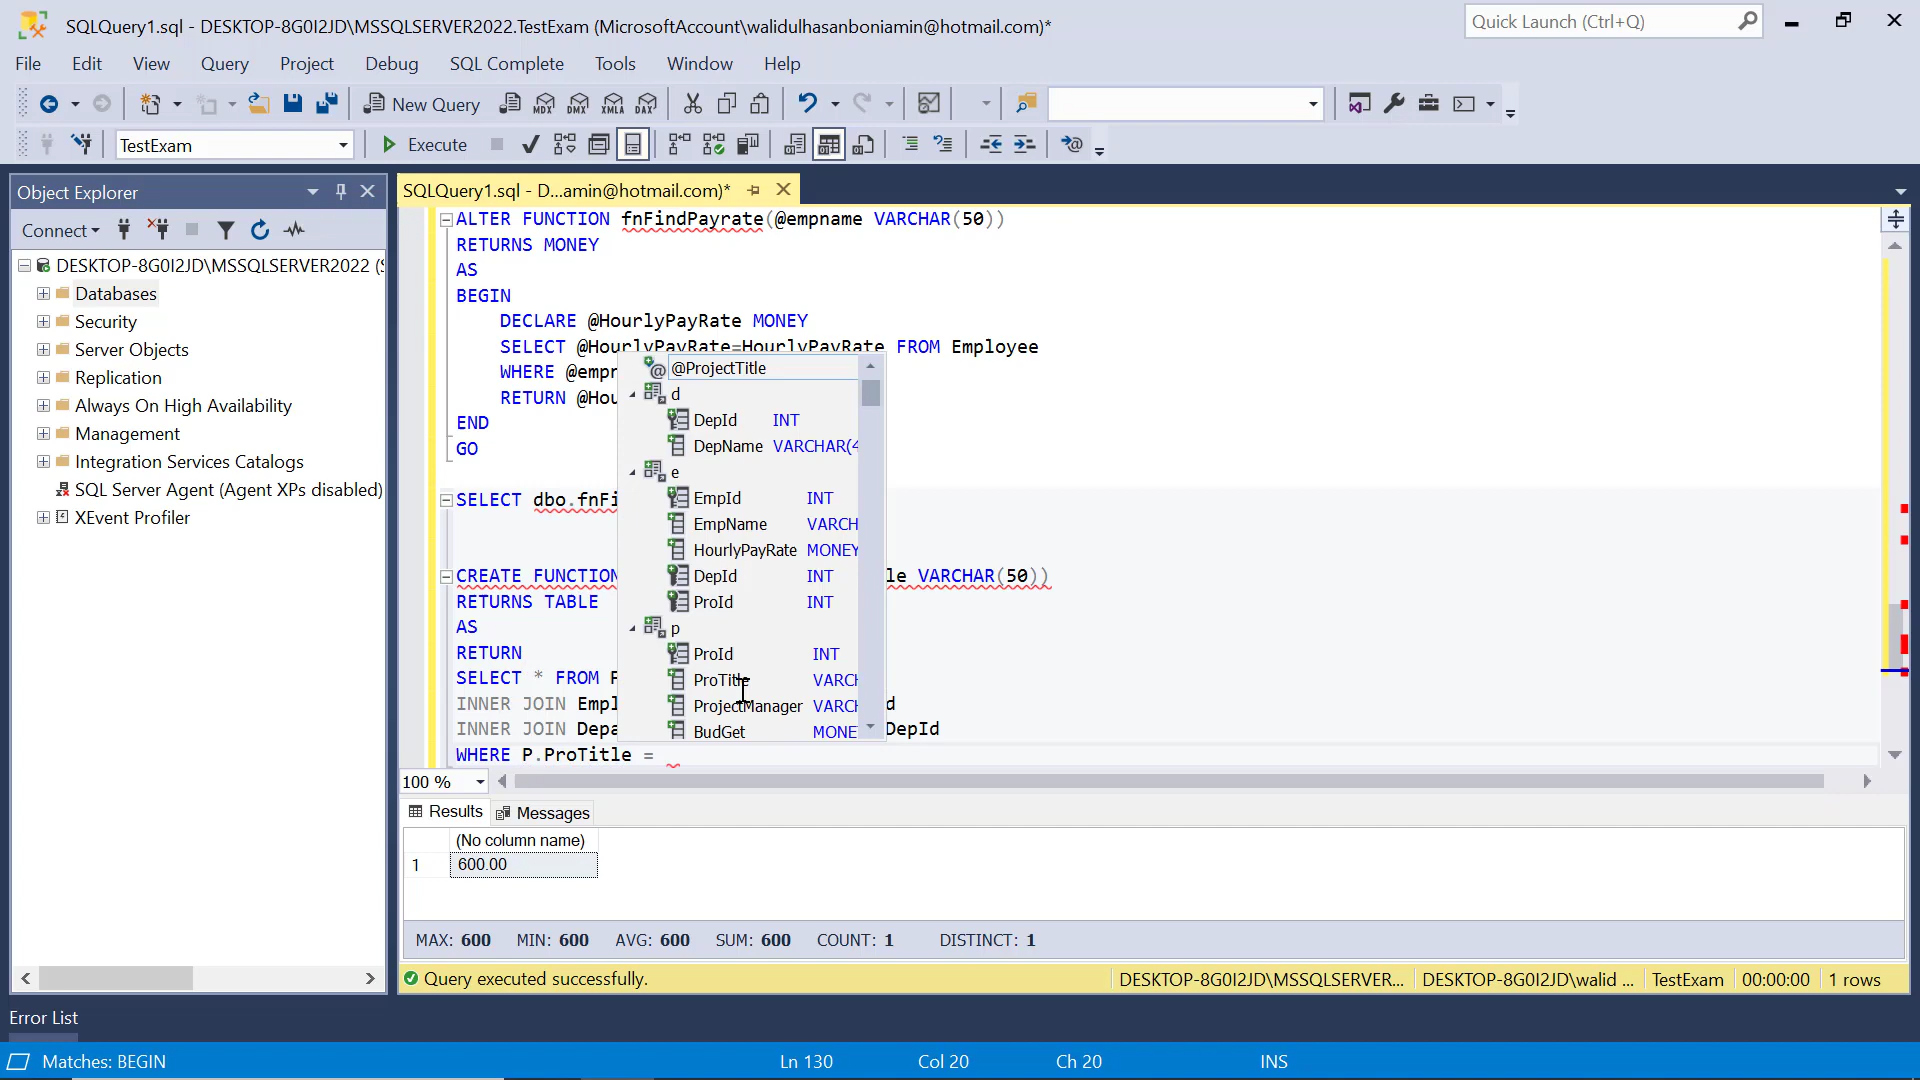 SQLQuery1.sql - DESKTOP-8G0I2JD\MSSQLSERVER2022.TestExam (MicrosoftAccount\walidulhasanboniamin@hotmail.com)*
Quick Launch (Ctrl+Q)
File Edit View Query Project Debug SQL Complete Tools Window Help
New Query MDX DMX XMLA DAX
TestExam Execute
Object Explorer
Connect
DESKTOP-8G0I2JD\MSSQLSERVER2022 (S
Databases
Security
Server Objects
Replication
Always On High Availability
Management
Integration Services Catalogs
SQL Server Agent (Agent XPs disabled)
XEvent Profiler
SQLQuery1.sql - D...amin@hotmail.com)*
ALTER FUNCTION fnFindPayrate(@empname VARCHAR(50))
RETURNS MONEY
AS
BEGIN
DECLARE @HourlyPayRate MONEY
SELECT @HourlyPayRate=HourlyPayRate FROM Employee
WHERE @empn
RETURN @Hou
END
GO
SELECT dbo.fnFi
CREATE FUNCTION le VARCHAR(50))
RETURNS TABLE
AS
RETURN
SELECT * FROM P
INNER JOIN Empl d
INNER JOIN Depa DepId
WHERE P.ProTitle =
@ProjectTitle
d
DepId INT
DepName VARCHAR(4
e
EmpId INT
EmpName VARCH
HourlyPayRate MONEY
DepId INT
ProId INT
p
ProId INT
ProTitle VARCH
ProjectManager VARCH
BudGet MONE
100 %
Results Messages
(No column name)
1 600.00
MAX: 600 MIN: 600 AVG: 600 SUM: 600 COUNT: 1 DISTINCT: 1
Query executed successfully. DESKTOP-8G0I2JD\MSSQLSERVER... DESKTOP-8G0I2JD\walid ... TestExam 00:00:00 1 rows
Error List
Matches: BEGIN Ln 130 Col 20 Ch 20 INS